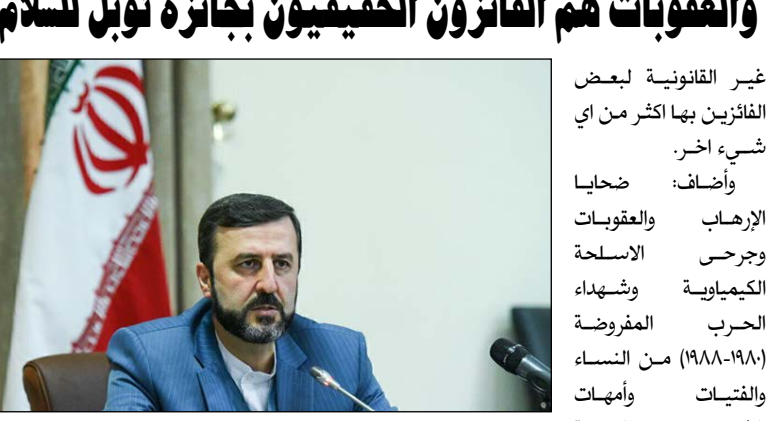 والعقوبات هم الفائزون الحقيقيون بجائزة نوبل للسلام
غير القانونية لبعض
الفائزين بها اكثر من اي
شيء اخر.
وأضاف: ضحايا
الإرهاب والعقوبات
وجرحى الاسلحة
الكيمياوية وشهداء
الحرب المفروضة
(١٩٨٠-١٩٨٨) من النساء
والفتيات وأمهات